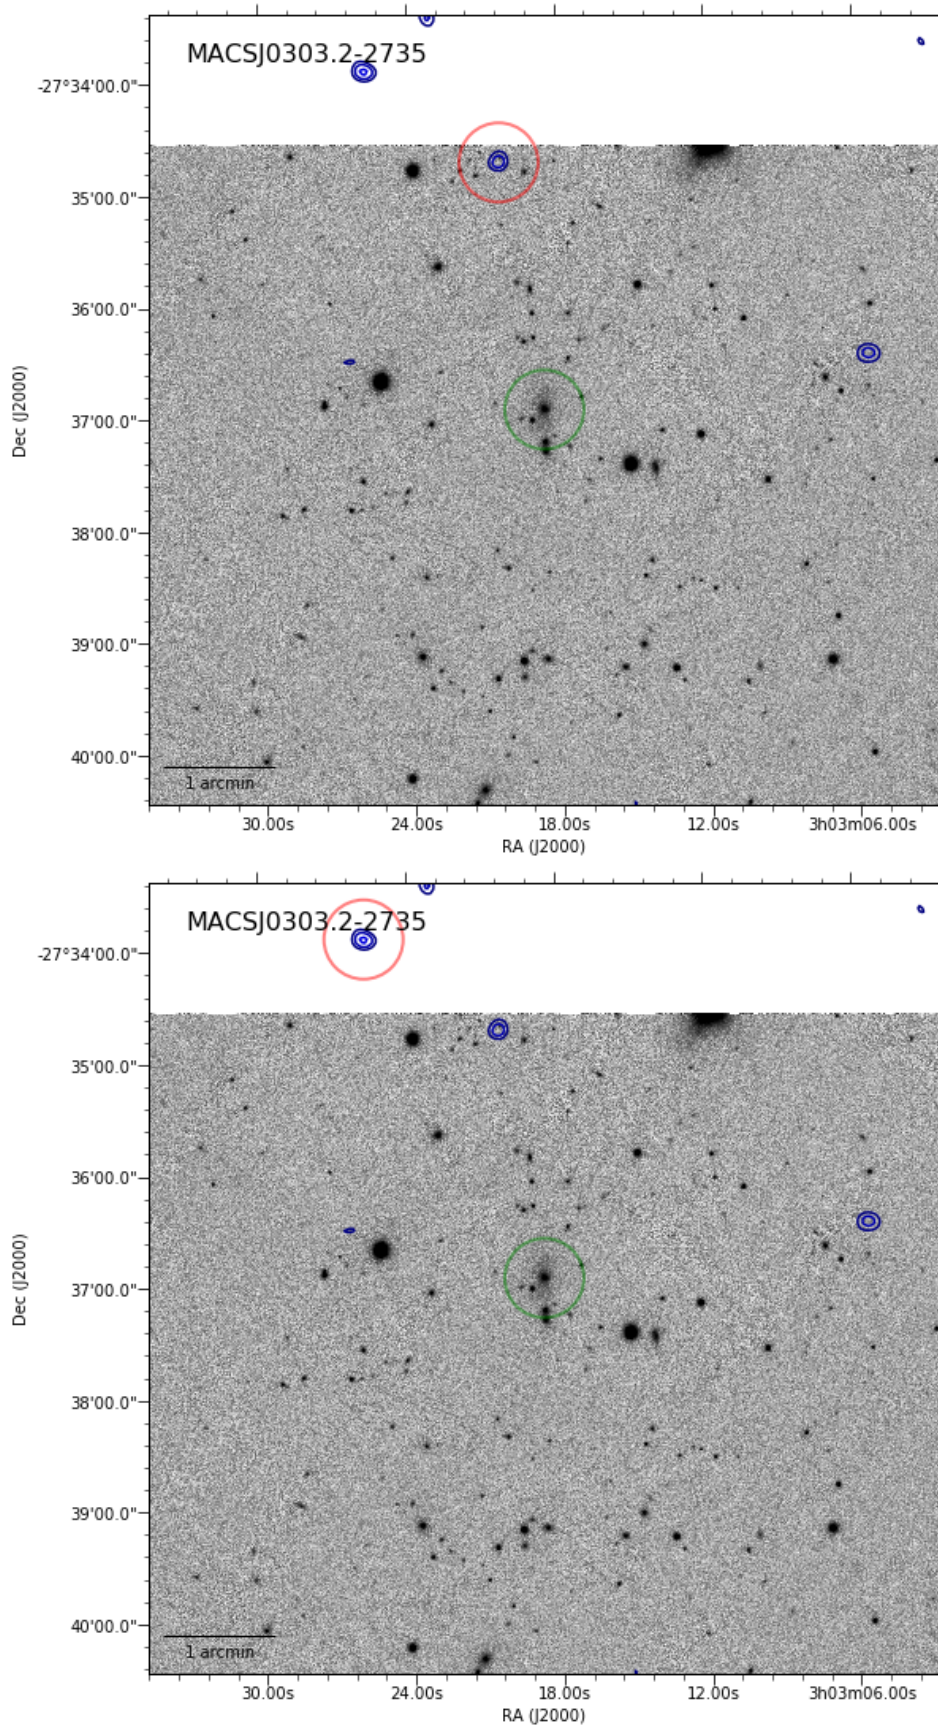 MACSJ0303.2-2735
-27°34'00.0"
35'00.0"
36'00.0"
37'00.0"
38'00.0"
39'00.0"
40'00.0"
Dec (J2000)
1 arcmin
30.00s 24.00s 18.00s 12.00s 3h03m06.00s
RA (J2000)
MACSJ0303.2-2735
-27°34'00.0"
35'00.0"
36'00.0"
37'00.0"
38'00.0"
39'00.0"
40'00.0"
Dec (J2000)
1 arcmin
30.00s 24.00s 18.00s 12.00s 3h03m06.00s
RA (J2000)